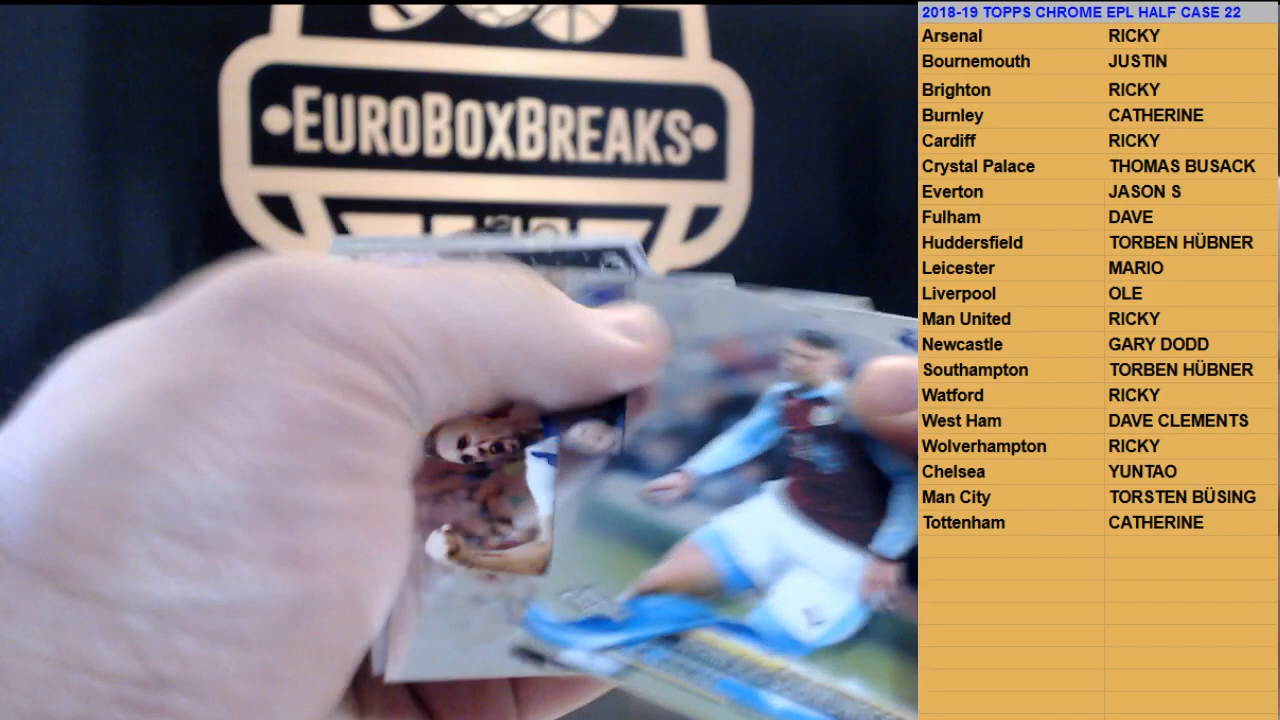 EUROBOXBREAKS
2018-19 TOPPS CHROME EPL HALF CASE 22
Arsenal RICKY
Bournemouth JUSTIN
Brighton RICKY
Burnley CATHERINE
Cardiff RICKY
Crystal Palace THOMAS BUSACK
Everton JASON S
Fulham DAVE
Huddersfield TORBEN HÜBNER
Leicester MARIO
Liverpool OLE
Man United RICKY
Newcastle GARY DODD
Southampton TORBEN HÜBNER
Watford RICKY
West Ham DAVE CLEMENTS
Wolverhampton RICKY
Chelsea YUNTAO
Man City TORSTEN BÜSING
Tottenham CATHERINE